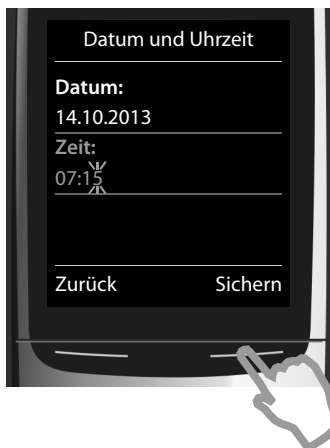 Datum und Uhrzeit
Datum:
14.10.2013
Zeit:
07:15
Zurück Sichern